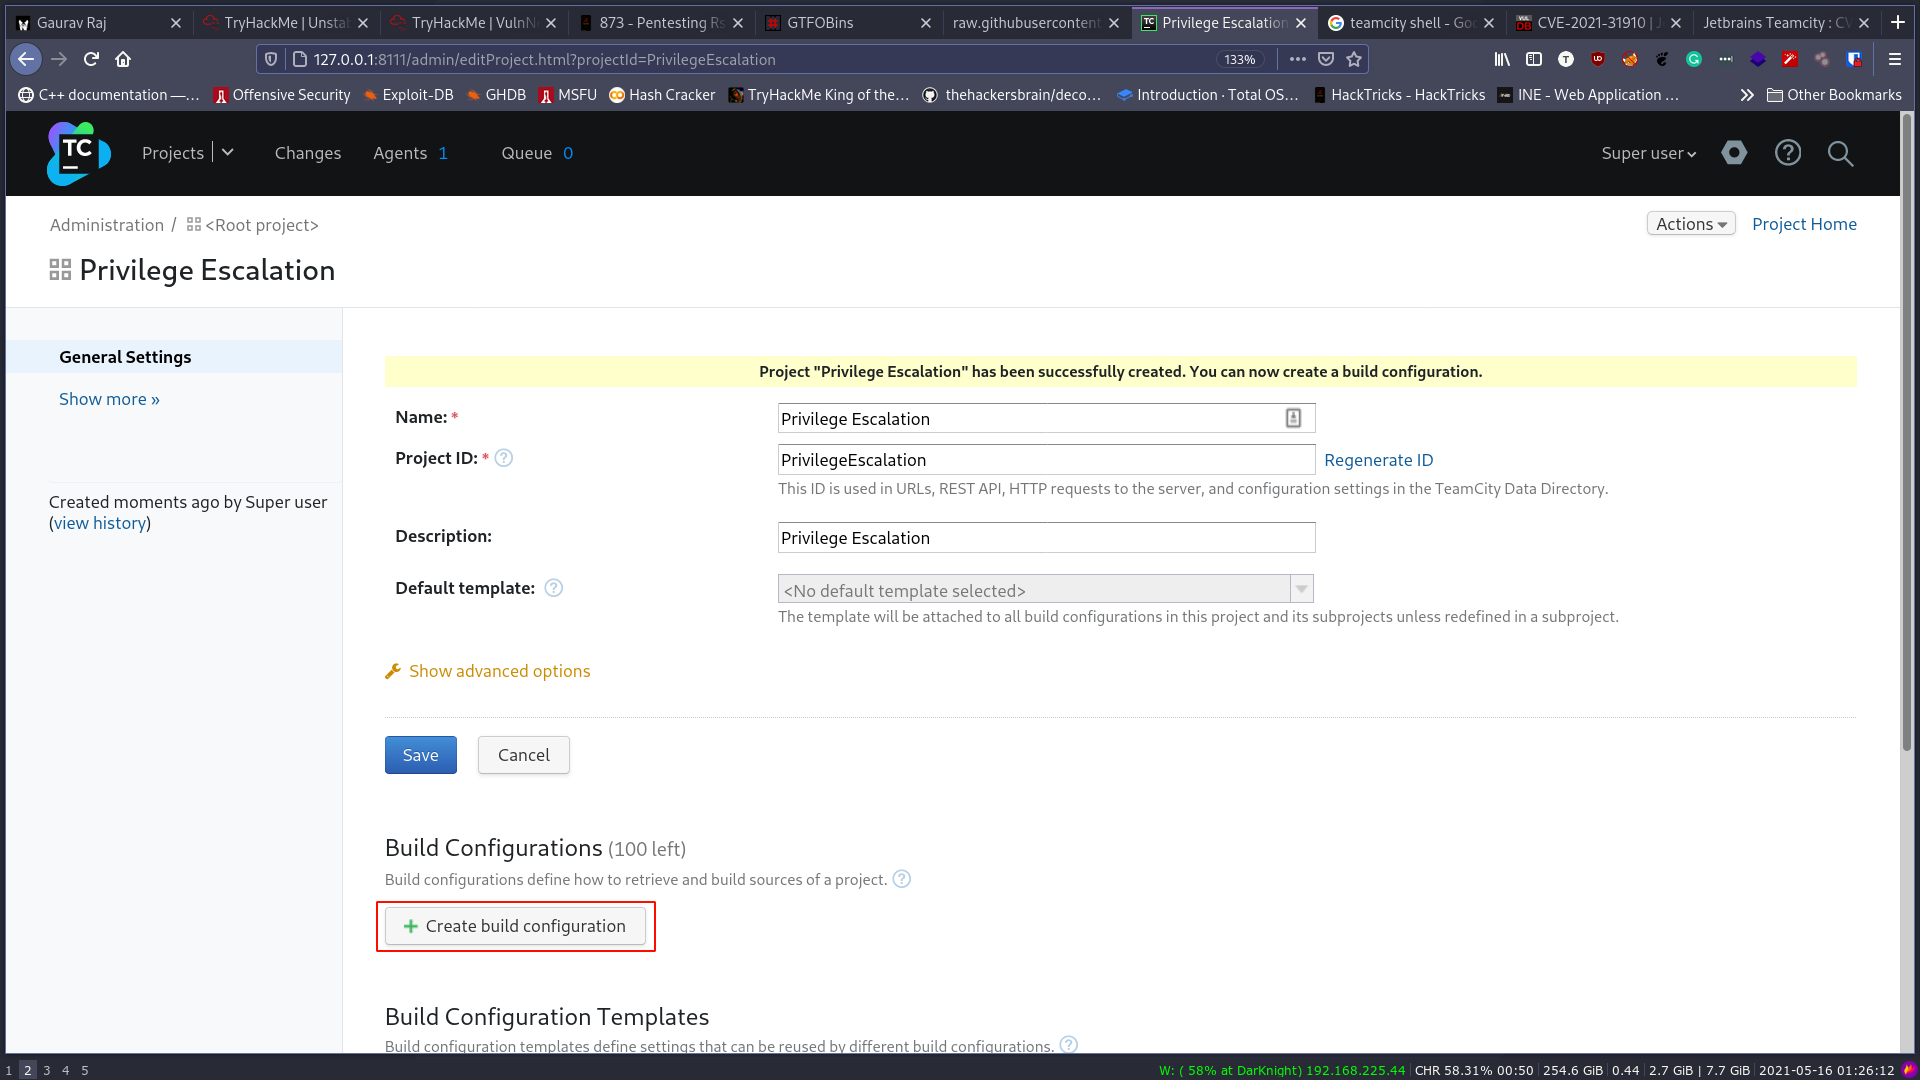 Gaurav Raj
TryHackMe | Unstab
TryHackMe | VulnN
873 - Pentesting Rs
GTFOBins
raw.githubusercontent
Privilege Escalation
teamcity shell - Goo
CVE-2021-31910 | J
Jetbrains Teamcity : CV
127.0.0.1:8111/admin/editProject.html?projectId=PrivilegeEscalation
133%
C++ documentation —…
Offensive Security
Exploit-DB
GHDB
MSFU
Hash Cracker
TryHackMe King of the…
thehackersbrain/deco…
Introduction · Total OS…
HackTricks - HackTricks
INE - Web Application …
Other Bookmarks
TC
Projects
Changes
Agents 1
Queue 0
Super user
Administration / <Root project>
Actions
Project Home
Privilege Escalation
General Settings
Show more »
Created moments ago by Super user
(view history)
Project "Privilege Escalation" has been successfully created. You can now create a build configuration.
Name: * Privilege Escalation
Project ID: * PrivilegeEscalation Regenerate ID
This ID is used in URLs, REST API, HTTP requests to the server, and configuration settings in the TeamCity Data Directory.
Description: Privilege Escalation
Default template: <No default template selected>
The template will be attached to all build configurations in this project and its subprojects unless redefined in a subproject.
Show advanced options
Save
Cancel
Build Configurations (100 left)
Build configurations define how to retrieve and build sources of a project.
Create build configuration
Build Configuration Templates
Build configuration templates define settings that can be reused by different build configurations.
1 2 3 4 5
W: ( 58% at DarKnight) 192.168.225.44 | CHR 58.31% 00:50 | 254.6 GiB | 0.44 | 2.7 GiB | 7.7 GiB | 2021-05-16 01:26:12